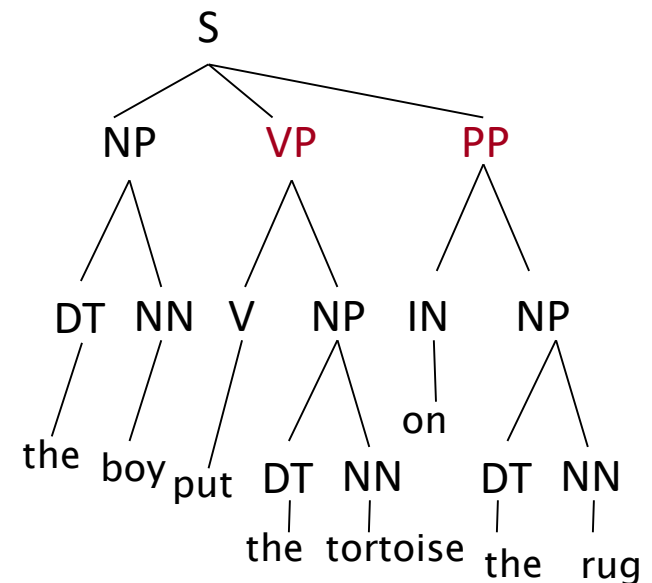 S
NP VP PP
DT NN V NP IN NP
on
the boy put DT NN DT NN
the tortoise the rug